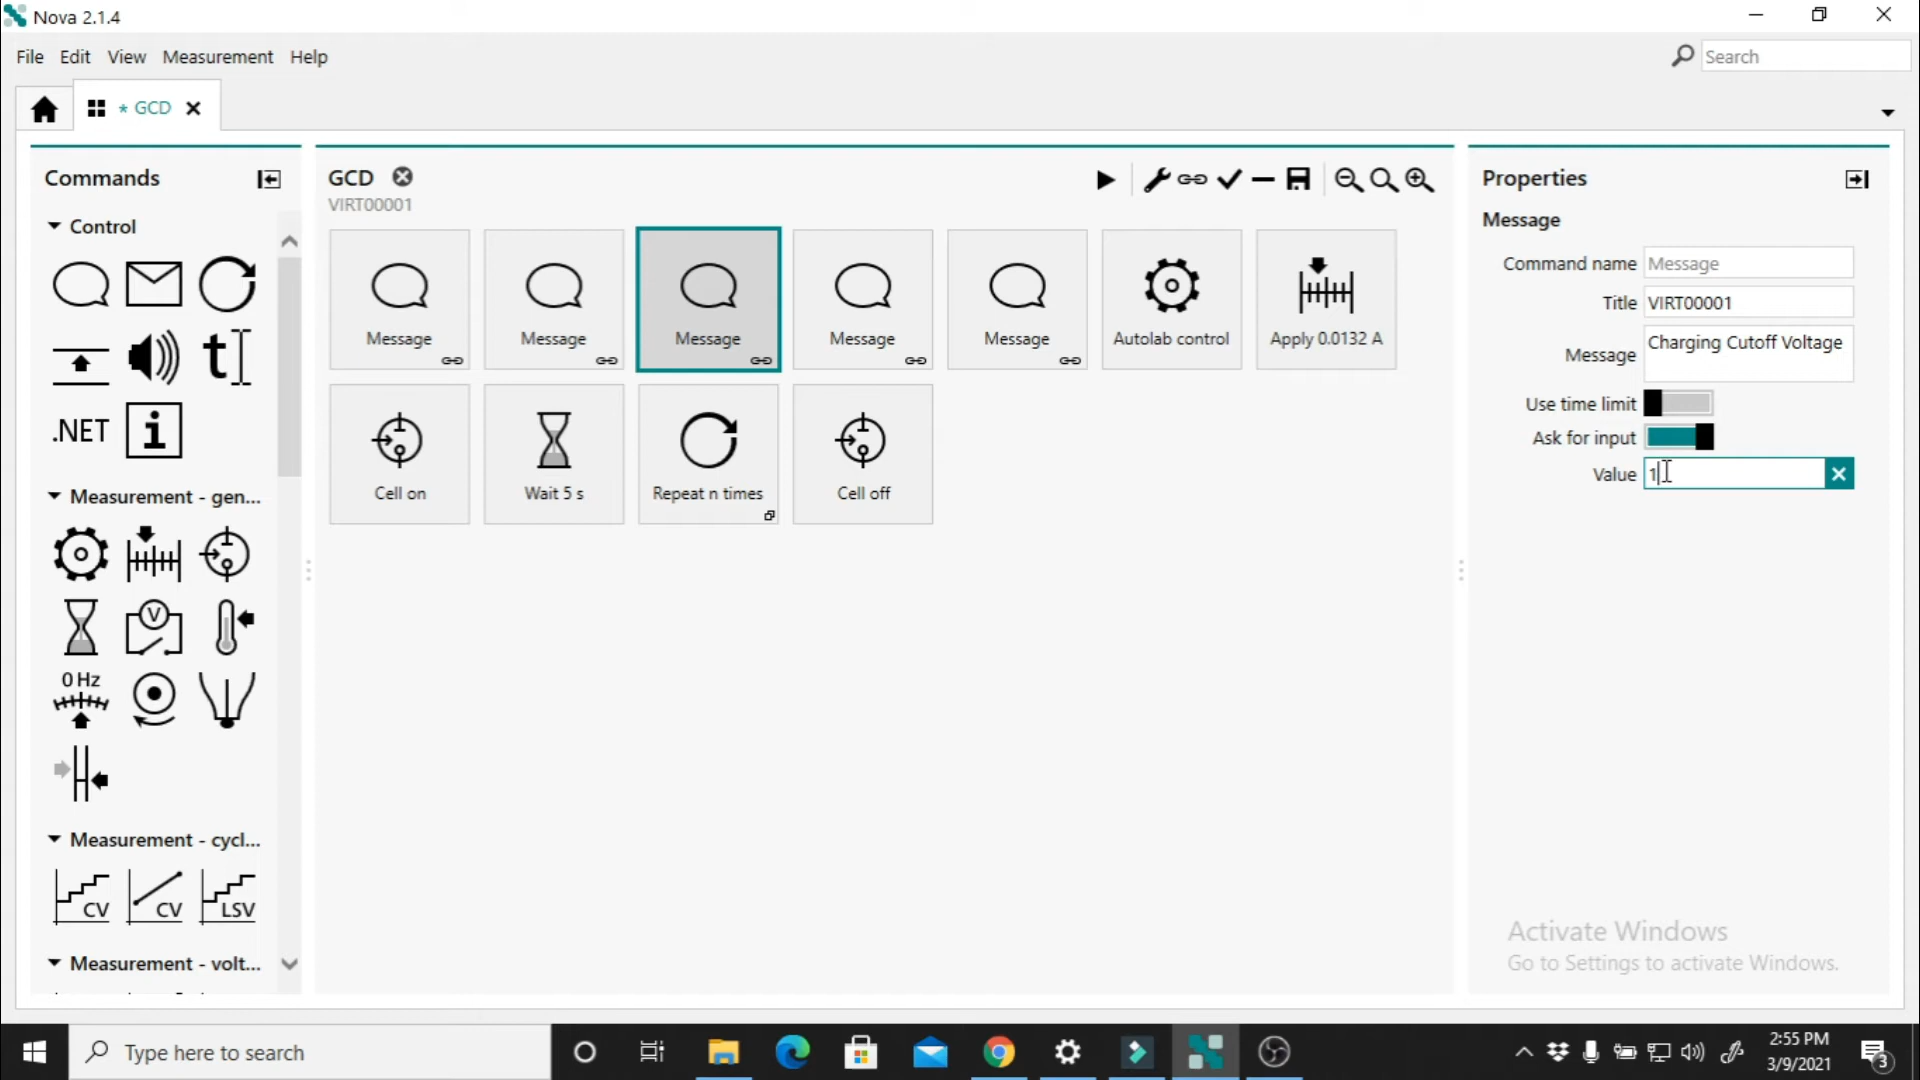 Nova 2.1.4
File Edit View Measurement Help
Search
* GCD
Commands
Control
t
.NET
i
Measurement - gen...
V
0 Hz
Measurement - cycl...
CV
CV
LSV
Measurement - volt...
GCD
VIRT00001
Message
Message
Message
Message
Message
Autolab control
Apply 0.0132 A
Cell on
Wait 5 s
Repeat n times
Cell off
Properties
Message
Command name Message
Title VIRT00001
Message Charging Cutoff Voltage
Use time limit
Ask for input
Value 1
Activate Windows
Go to Settings to activate Windows.
Type here to search
2:55 PM
3/9/2021
3